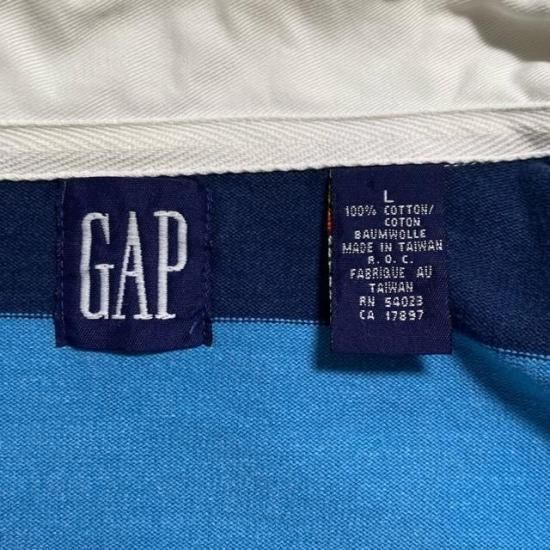 GAP
L
100% COTTON/
COTON
BAUMWOLLE
MADE IN TAIWAN
R.O.C.
FABRIQUE AU
TAIWAN
RN 54023
CA 17897